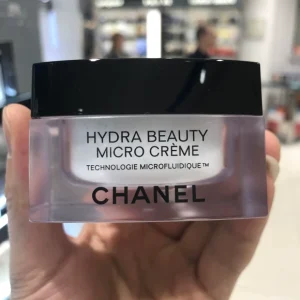 HYDRA BEAUTY
MICRO CRÈME
TECHNOLOGIE MICROFLUIDIQUE™
CHANEL